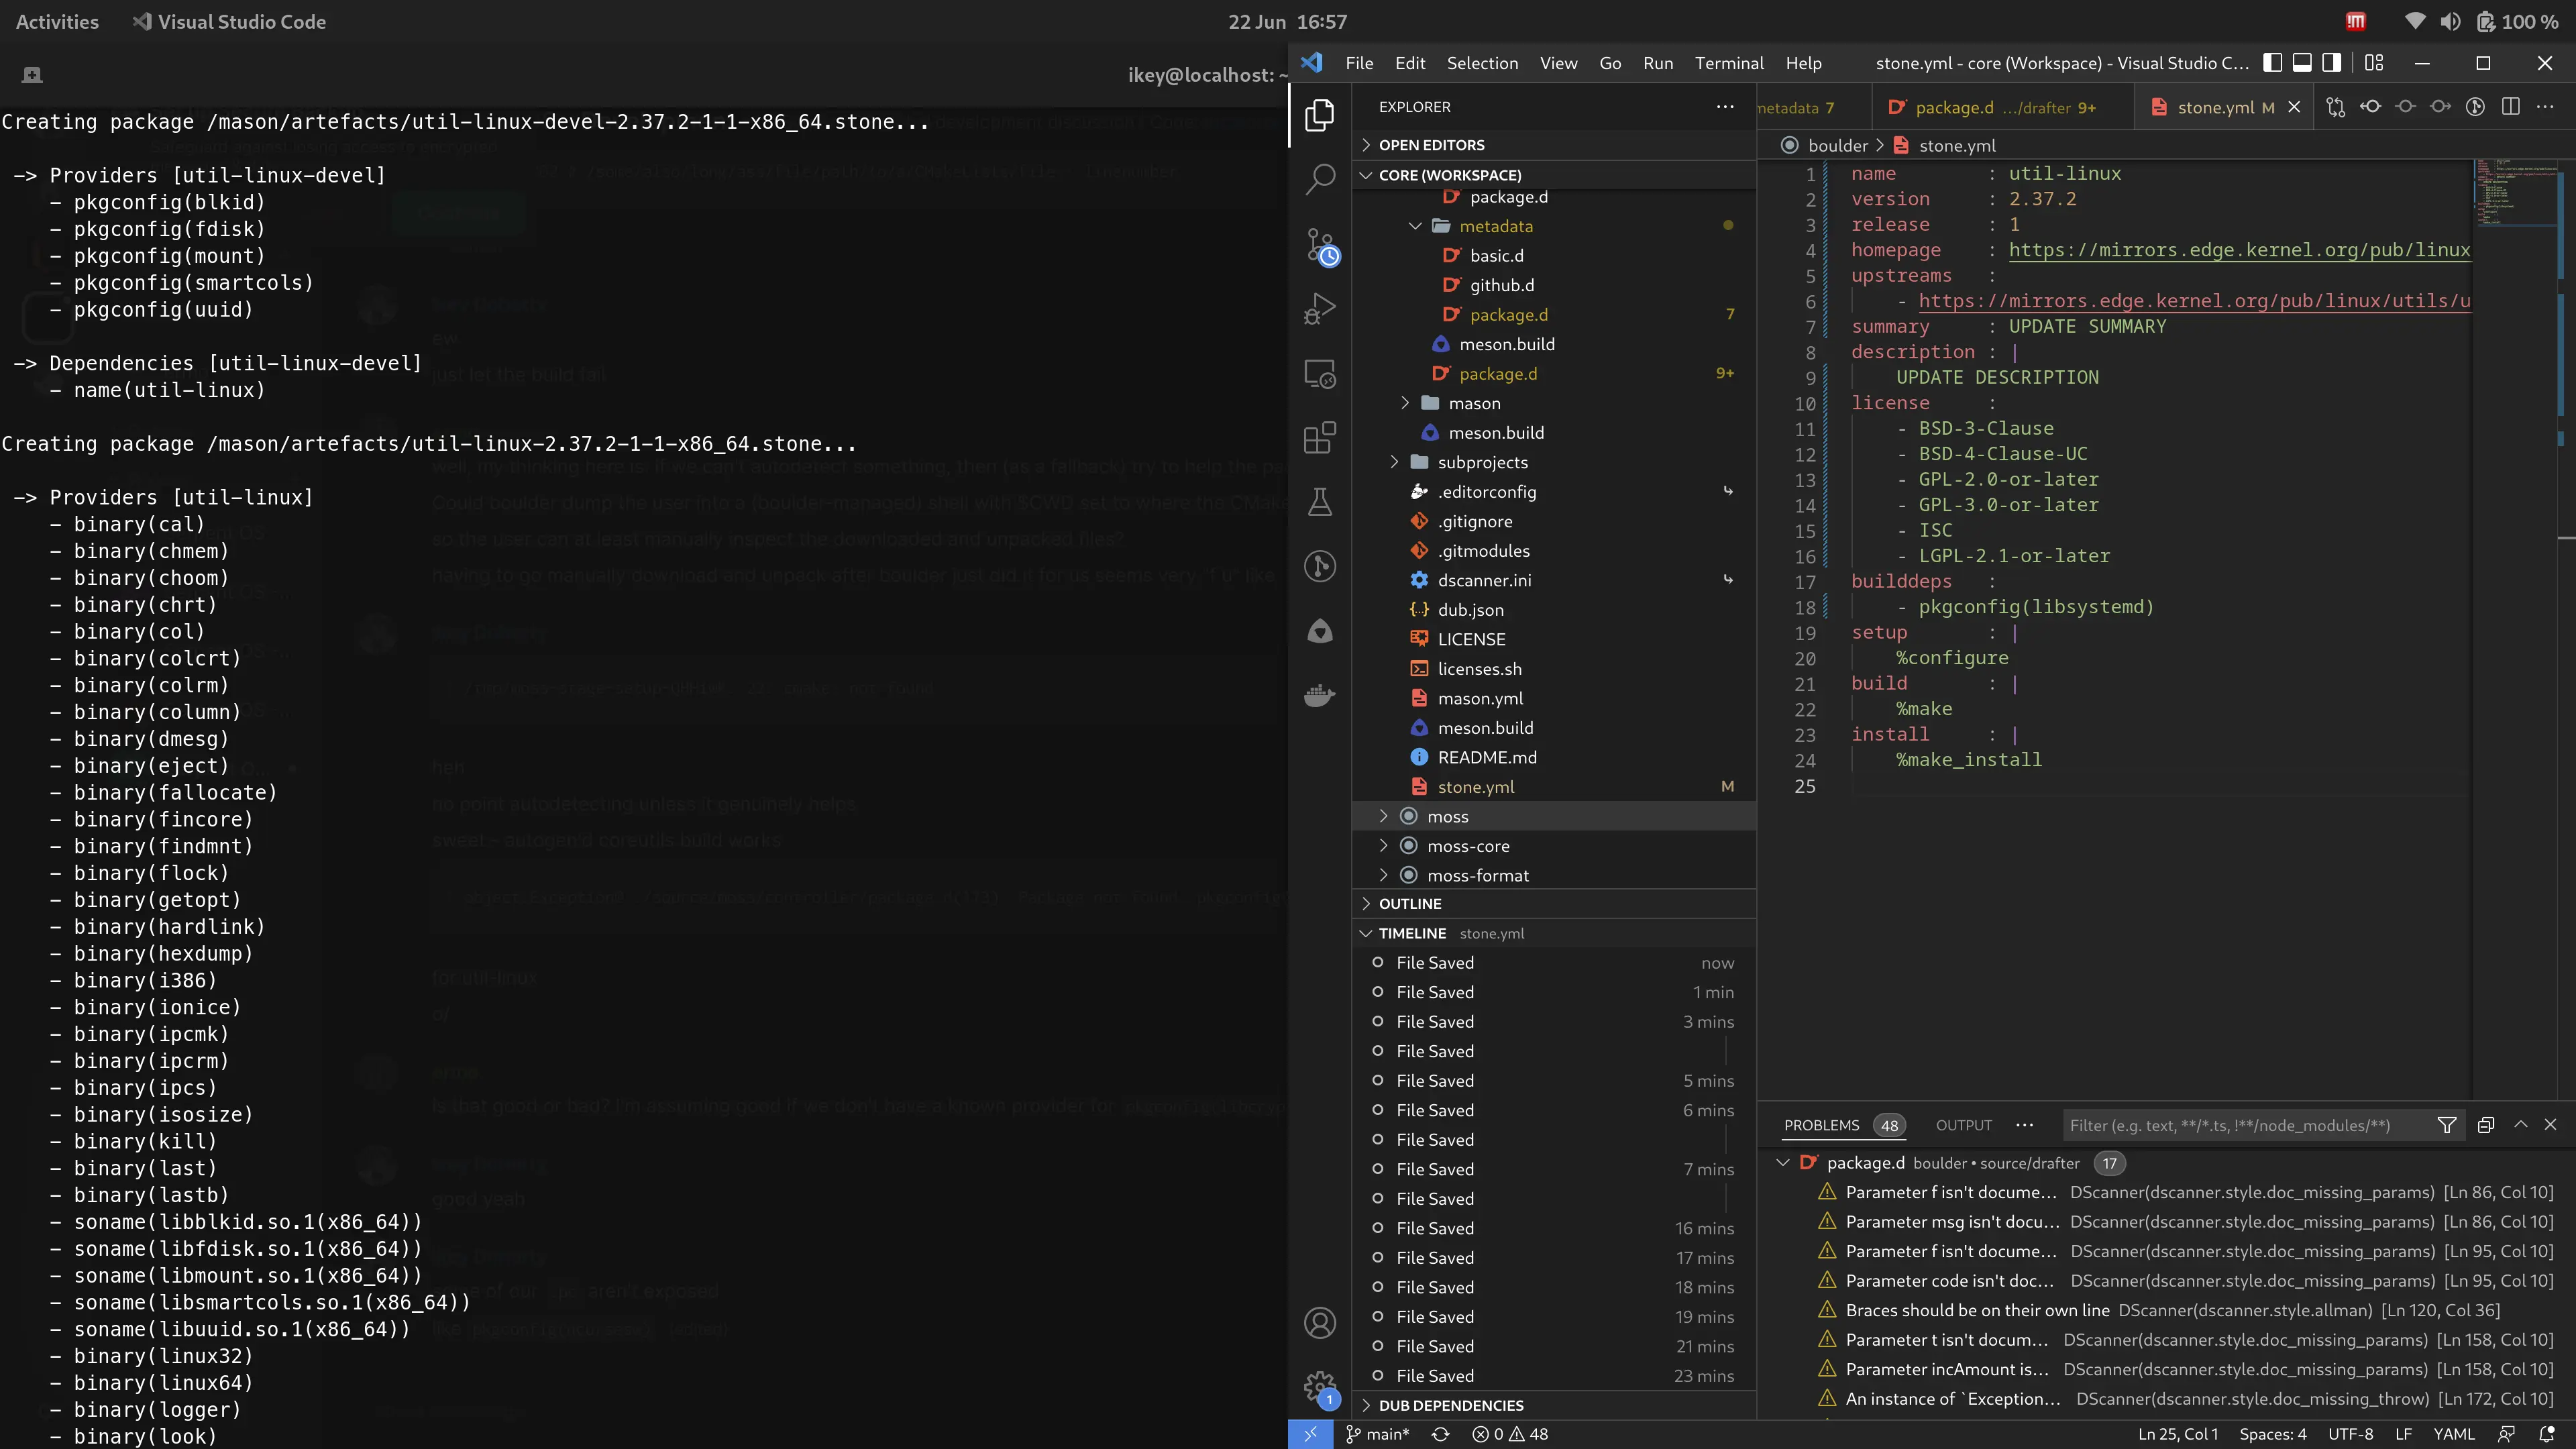 Activities
Visual Studio Code
22 Jun 16:57
100 %
ikey@localhost: ~
Creating package /mason/artefacts/util-linux-devel-2.37.2-1-1-x86_64.stone...
-> Providers [util-linux-devel]
- pkgconfig(blkid)
- pkgconfig(fdisk)
- pkgconfig(mount)
- pkgconfig(smartcols)
- pkgconfig(uuid)
-> Dependencies [util-linux-devel]
- name(util-linux)
Creating package /mason/artefacts/util-linux-2.37.2-1-1-x86_64.stone...
-> Providers [util-linux]
- binary(cal)
- binary(chmem)
- binary(choom)
- binary(chrt)
- binary(col)
- binary(colcrt)
- binary(colrm)
- binary(column)
- binary(dmesg)
- binary(eject)
- binary(fallocate)
- binary(fincore)
- binary(findmnt)
- binary(flock)
- binary(getopt)
- binary(hardlink)
- binary(hexdump)
- binary(i386)
- binary(ionice)
- binary(ipcmk)
- binary(ipcrm)
- binary(ipcs)
- binary(isosize)
- binary(kill)
- binary(last)
- binary(lastb)
- soname(libblkid.so.1(x86_64))
- soname(libfdisk.so.1(x86_64))
- soname(libmount.so.1(x86_64))
- soname(libsmartcols.so.1(x86_64))
- soname(libuuid.so.1(x86_64))
- binary(linux32)
- binary(linux64)
- binary(logger)
- binary(look)
just let the build fail
heh
no point autodetecting unless it genuinely helps
sweet - autogen'd coreutils build works
for util-linux
o/
good yeah
File Edit Selection View Go Run Terminal Help
stone.yml - core (Workspace) - Visual Studio C...
EXPLORER
OPEN EDITORS
CORE (WORKSPACE)
package.d
metadata
basic.d
github.d
package.d 7
meson.build
package.d 9+
mason
meson.build
subprojects
.editorconfig
.gitignore
.gitmodules
dscanner.ini
dub.json
LICENSE
licenses.sh
mason.yml
meson.build
README.md
stone.yml M
moss
moss-core
moss-format
OUTLINE
TIMELINE stone.yml
File Saved now
File Saved 1 min
File Saved 3 mins
File Saved
File Saved 5 mins
File Saved 6 mins
File Saved
File Saved 7 mins
File Saved
File Saved 16 mins
File Saved 17 mins
File Saved 18 mins
File Saved 19 mins
File Saved 21 mins
File Saved 23 mins
DUB DEPENDENCIES
metadata 7
package.d .../drafter 9+
stone.yml M
boulder > stone.yml
1 name : util-linux
2 version : 2.37.2
3 release : 1
4 homepage : https://mirrors.edge.kernel.org/pub/linux
5 upstreams :
6 - https://mirrors.edge.kernel.org/pub/linux/utils/u
7 summary : UPDATE SUMMARY
8 description : |
9 UPDATE DESCRIPTION
10 license :
11 - BSD-3-Clause
12 - BSD-4-Clause-UC
13 - GPL-2.0-or-later
14 - GPL-3.0-or-later
15 - ISC
16 - LGPL-2.1-or-later
17 builddeps :
18 - pkgconfig(libsystemd)
19 setup : |
20 %configure
21 build : |
22 %make
23 install : |
24 %make_install
25
PROBLEMS 48 OUTPUT
Filter (e.g. text, **/*.ts, !**/node_modules/**)
package.d boulder • source/drafter 17
Parameter f isn't docume... DScanner(dscanner.style.doc_missing_params) [Ln 86, Col 10]
Parameter msg isn't docu... DScanner(dscanner.style.doc_missing_params) [Ln 86, Col 10]
Parameter f isn't docume... DScanner(dscanner.style.doc_missing_params) [Ln 95, Col 10]
Parameter code isn't doc... DScanner(dscanner.style.doc_missing_params) [Ln 95, Col 10]
Braces should be on their own line DScanner(dscanner.style.allman) [Ln 120, Col 36]
Parameter t isn't docum... DScanner(dscanner.style.doc_missing_params) [Ln 158, Col 10]
Parameter incAmount is... DScanner(dscanner.style.doc_missing_params) [Ln 158, Col 10]
An instance of `Exception... DScanner(dscanner.style.doc_missing_throw) [Ln 172, Col 10]
1
main* 0 48
Ln 25, Col 1 Spaces: 4 UTF-8 LF YAML